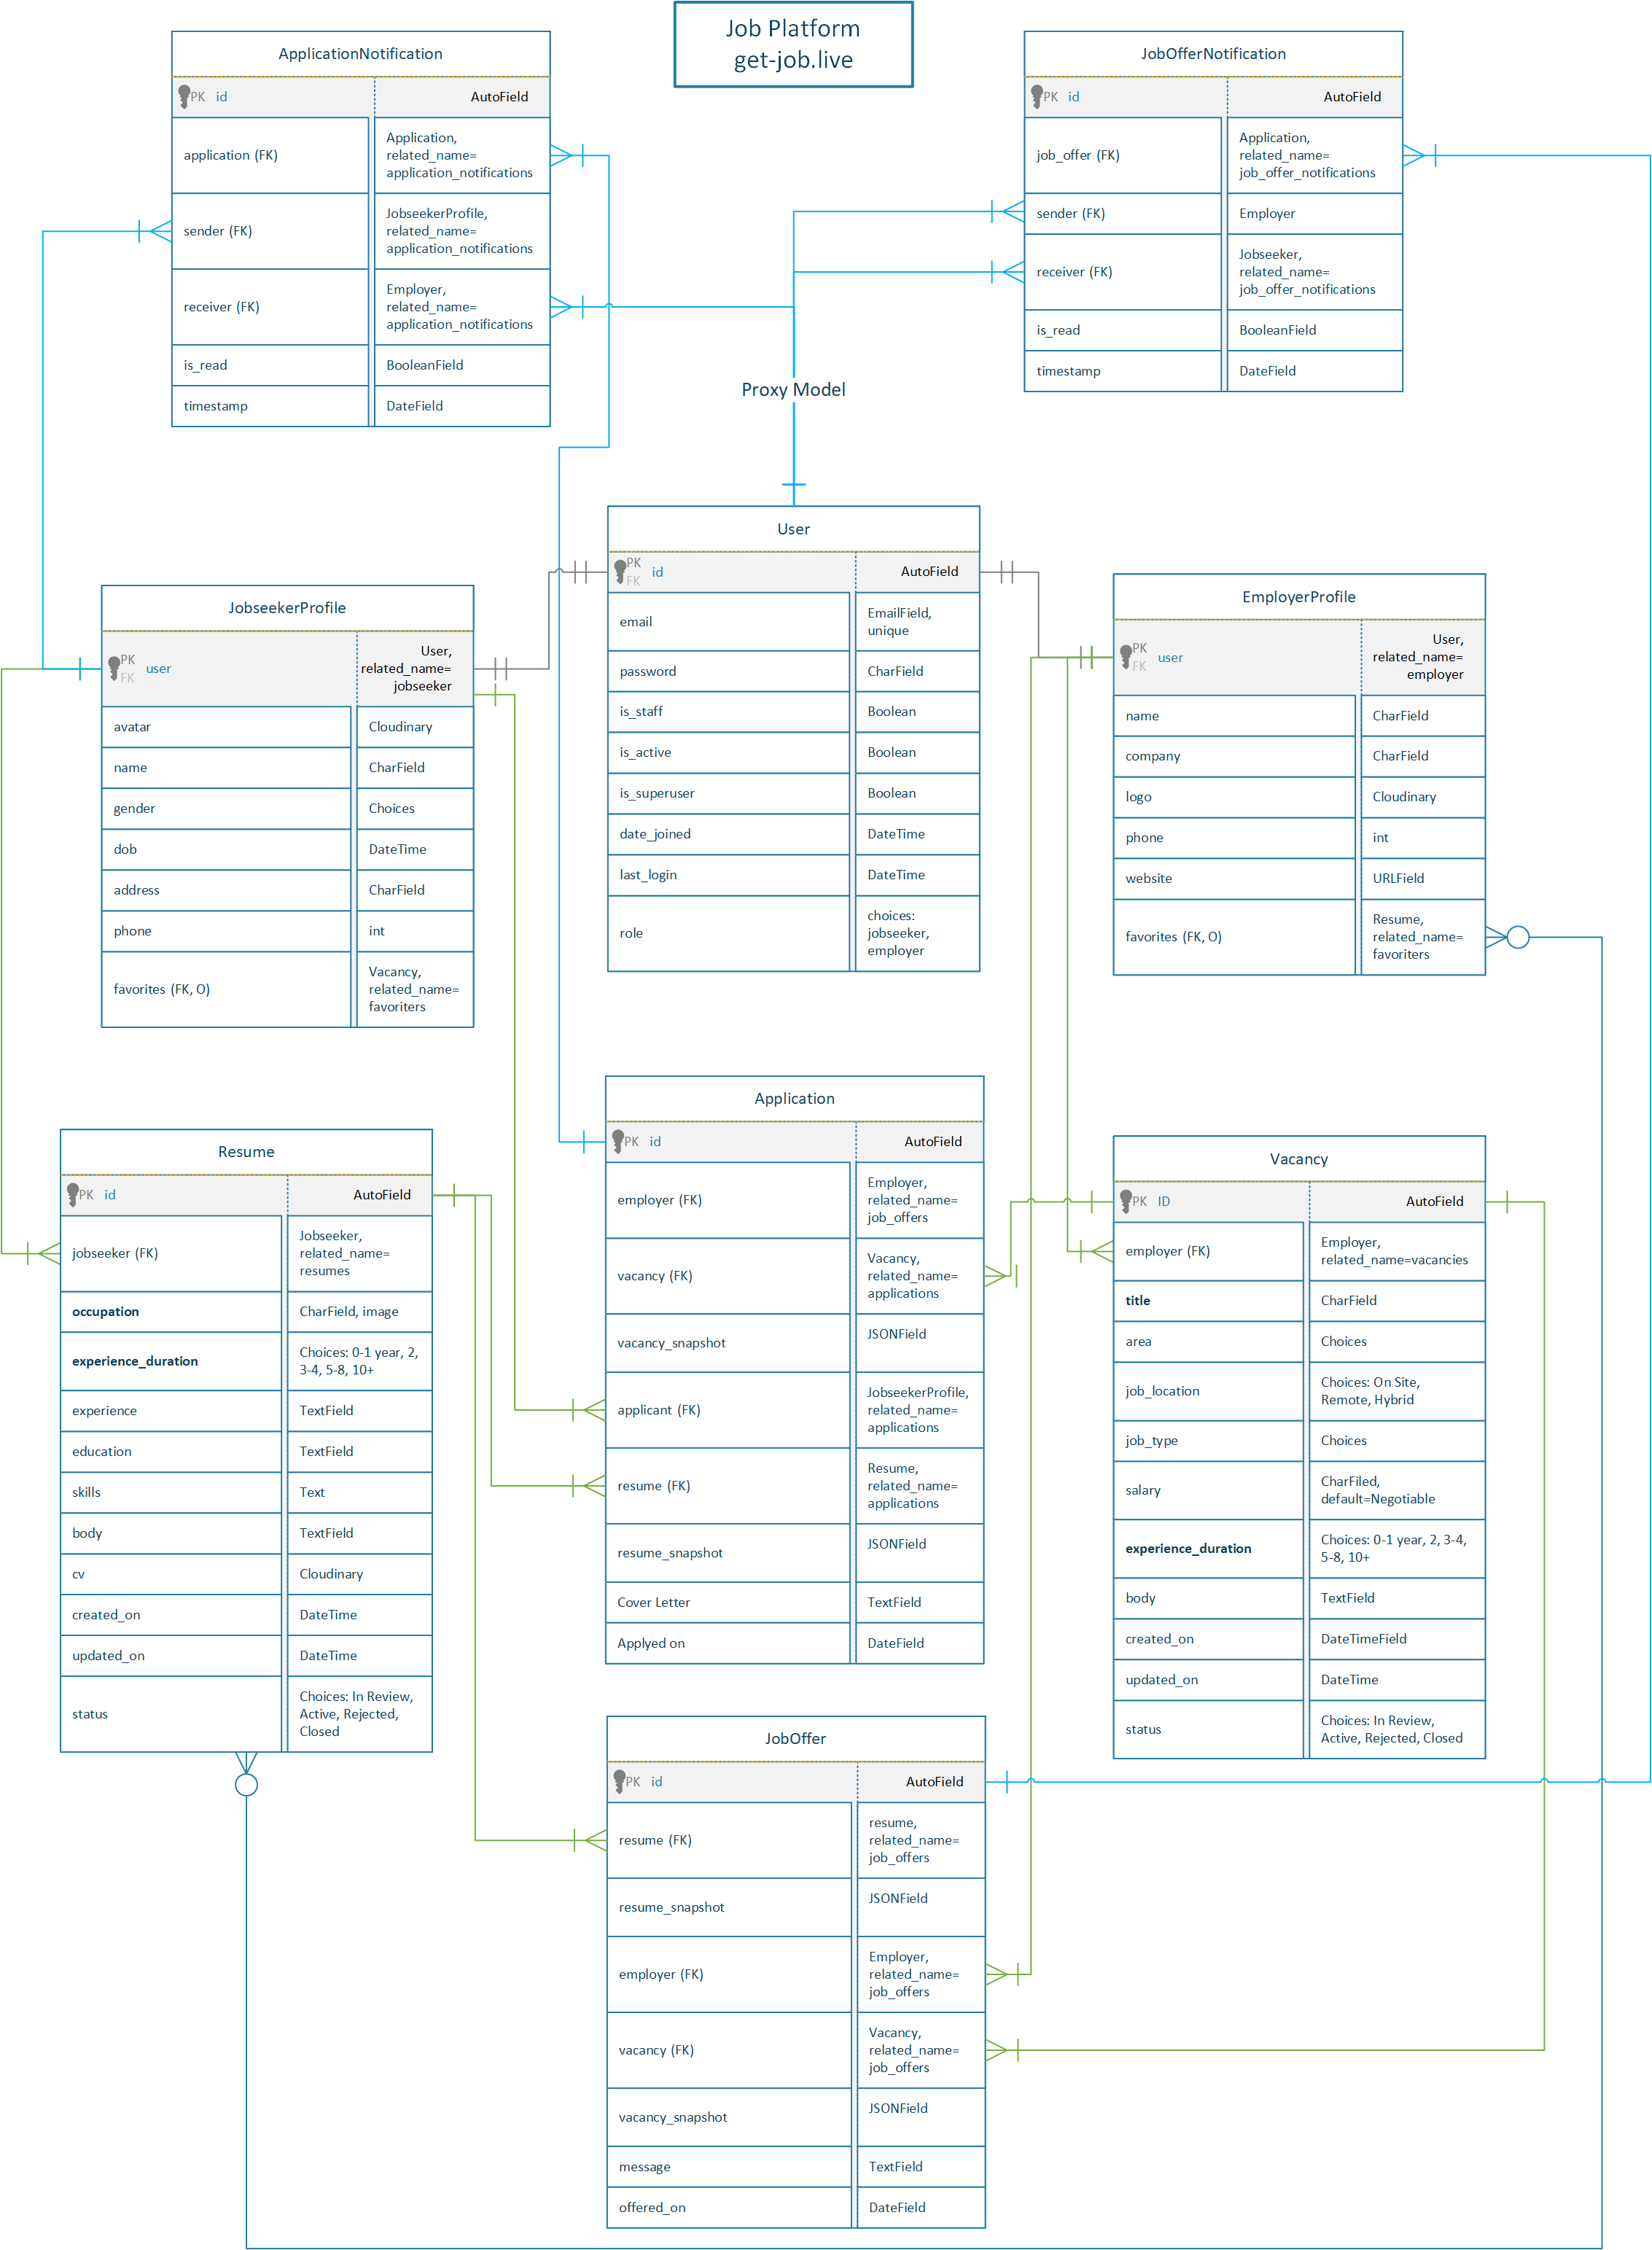 Job Platform
get-job.live
ApplicationNotification
PK id AutoField
application (FK)
Application,
related_name=
application_notifications
sender (FK)
JobseekerProfile,
related_name=
application_notifications
receiver (FK)
Employer,
related_name=
application_notifications
is_read BooleanField
timestamp DateField
JobOfferNotification
PK id AutoField
job_offer (FK)
Application,
related_name=
job_offer_notifications
sender (FK) Employer
receiver (FK)
Jobseeker,
related_name=
job_offer_notifications
is_read BooleanField
timestamp DateField
Proxy Model
User
PK
FK
id AutoField
email
EmailField,
unique
password CharField
is_staff Boolean
is_active Boolean
is_superuser Boolean
date_joined DateTime
last_login DateTime
role
choices:
jobseeker,
employer
JobseekerProfile
PK
FK
user
User,
related_name=
jobseeker
avatar Cloudinary
name CharField
gender Choices
dob DateTime
address CharField
phone int
favorites (FK, O)
Vacancy,
related_name=
favoriters
EmployerProfile
PK
FK
user
User,
related_name=
employer
name CharField
company CharField
logo Cloudinary
phone int
website URLField
favorites (FK, O)
Resume,
related_name=
favoriters
Resume
PK id AutoField
jobseeker (FK)
Jobseeker,
related_name=
resumes
occupation CharField, image
experience_duration
Choices: 0-1 year, 2,
3-4, 5-8, 10+
experience TextField
education TextField
skills Text
body TextField
cv Cloudinary
created_on DateTime
updated_on DateTime
status
Choices: In Review,
Active, Rejected,
Closed
Application
PK id AutoField
employer (FK)
Employer,
related_name=
job_offers
vacancy (FK)
Vacancy,
related_name=
applications
vacancy_snapshot JSONField
applicant (FK)
JobseekerProfile,
related_name=
applications
resume (FK)
Resume,
related_name=
applications
resume_snapshot JSONField
Cover Letter TextField
Applyed on DateField
Vacancy
PK ID AutoField
employer (FK)
Employer,
related_name=vacancies
title CharField
area Choices
job_location
Choices: On Site,
Remote, Hybrid
job_type Choices
salary
CharFiled,
default=Negotiable
experience_duration
Choices: 0-1 year, 2, 3-4,
5-8, 10+
body TextField
created_on DateTimeField
updated_on DateTime
status
Choices: In Review,
Active, Rejected, Closed
JobOffer
PK id AutoField
resume (FK)
resume,
related_name=
job_offers
resume_snapshot JSONField
employer (FK)
Employer,
related_name=
job_offers
vacancy (FK)
Vacancy,
related_name=
job_offers
vacancy_snapshot JSONField
message TextField
offered_on DateField